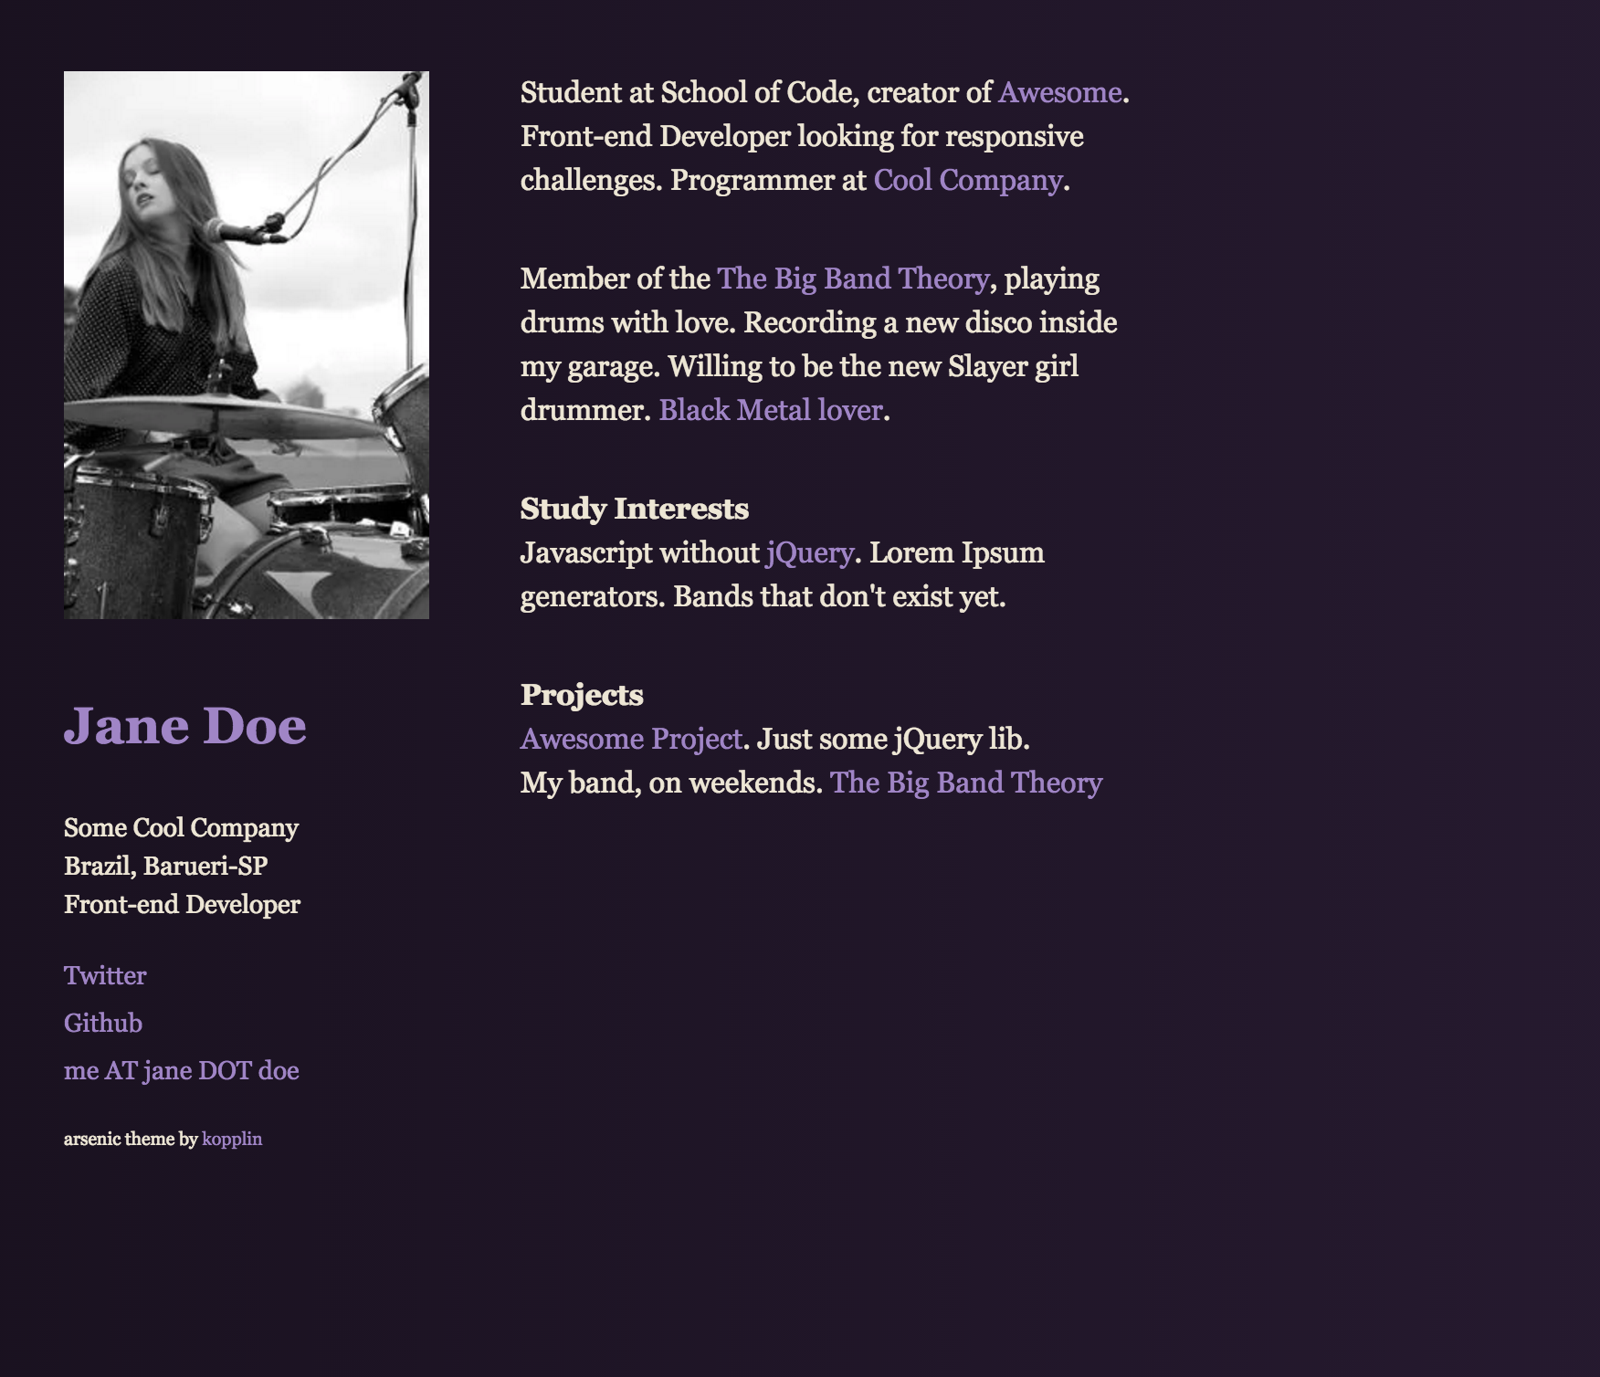 Student at School of Code, creator of Awesome.
Front-end Developer looking for responsive
challenges. Programmer at Cool Company.
Member of the The Big Band Theory, playing
drums with love. Recording a new disco inside
my garage. Willing to be the new Slayer girl
drummer. Black Metal lover.
Study Interests
Javascript without jQuery. Lorem Ipsum
generators. Bands that don't exist yet.
Projects
Awesome Project. Just some jQuery lib.
My band, on weekends. The Big Band Theory
Jane Doe
Some Cool Company
Brazil, Barueri-SP
Front-end Developer
Twitter
Github
me AT jane DOT doe
arsenic theme by kopplin